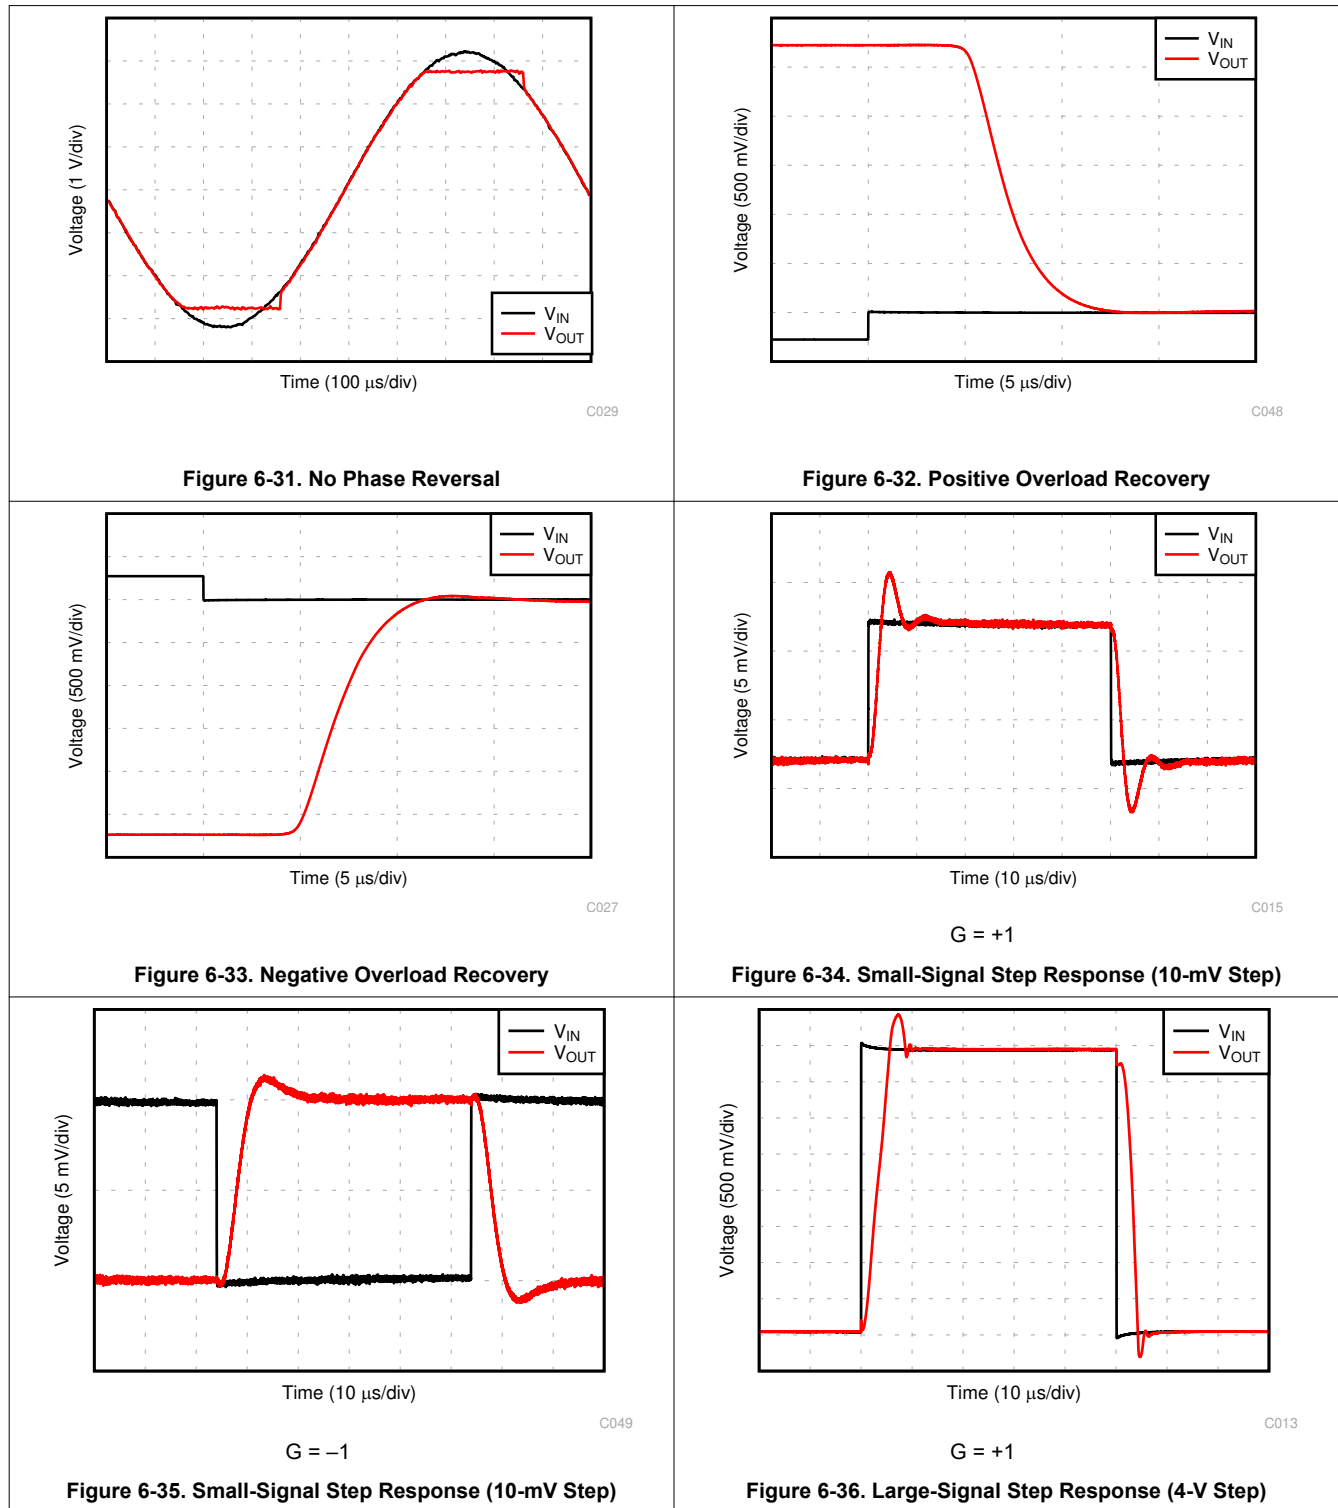 Voltage (1 V/div)
VIN
VOUT
Time (100 μs/div)
C029
Figure 6-31. No Phase Reversal
Voltage (500 mV/div)
VIN
VOUT
Time (5 μs/div)
C048
Figure 6-32. Positive Overload Recovery
Voltage (500 mV/div)
VIN
VOUT
Time (5 μs/div)
C027
Figure 6-33. Negative Overload Recovery
Voltage (5 mV/div)
VIN
VOUT
Time (10 μs/div)
C015
G = +1
Figure 6-34. Small-Signal Step Response (10-mV Step)
Voltage (5 mV/div)
VIN
VOUT
Time (10 μs/div)
C049
G = –1
Figure 6-35. Small-Signal Step Response (10-mV Step)
Voltage (500 mV/div)
VIN
VOUT
Time (10 μs/div)
C013
G = +1
Figure 6-36. Large-Signal Step Response (4-V Step)